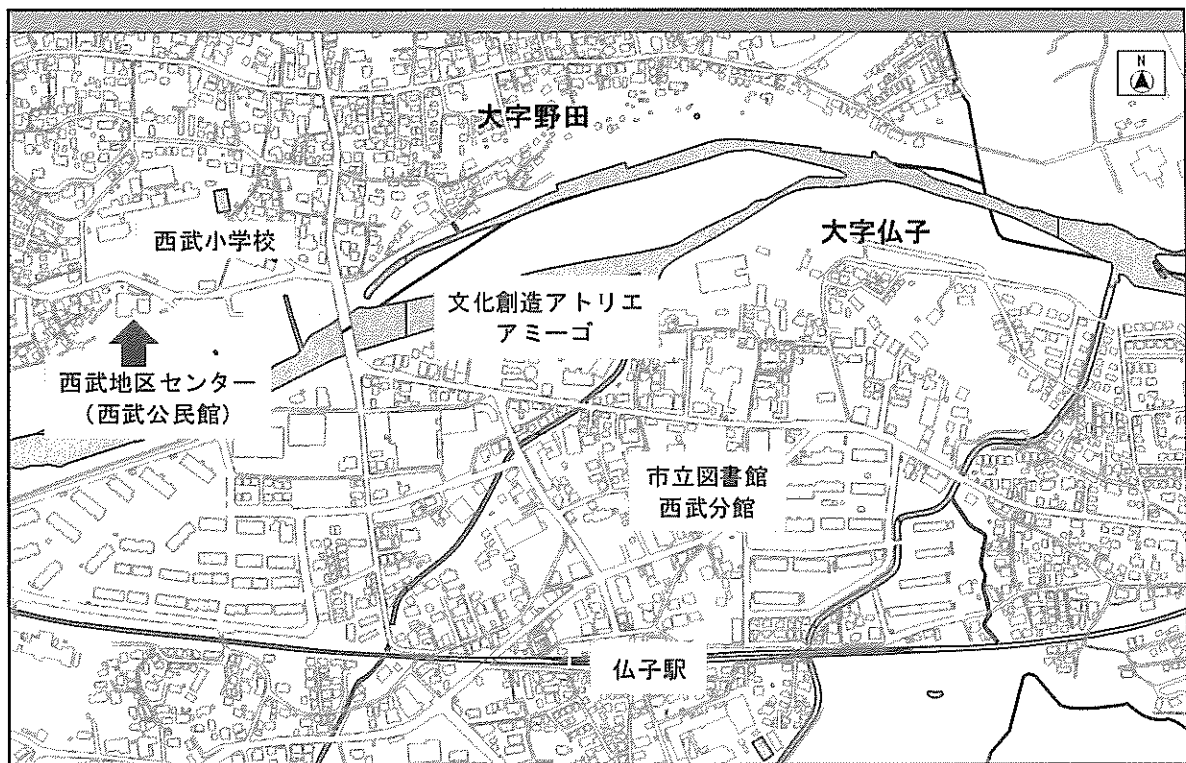 N
大字野田
西武小学校
大字仏子
文化創造アトリエ
アミーゴ
西武地区センター
（西武公民館）
市立図書館
西武分館
仏子駅